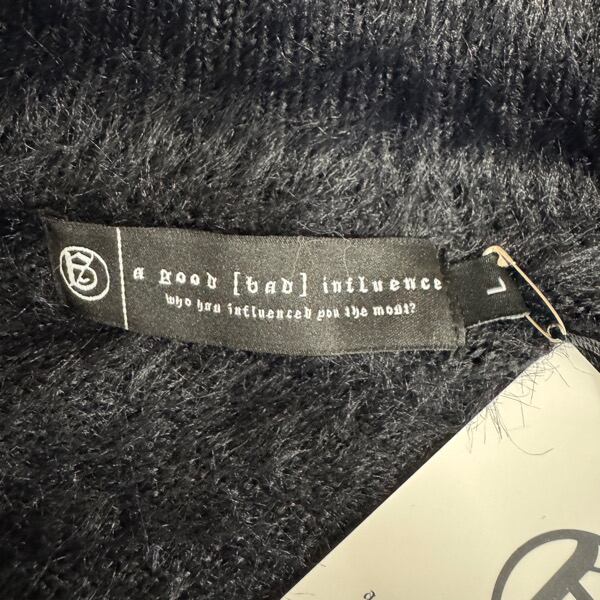 a good [bad] influence
who has influenced you the most?
L
a